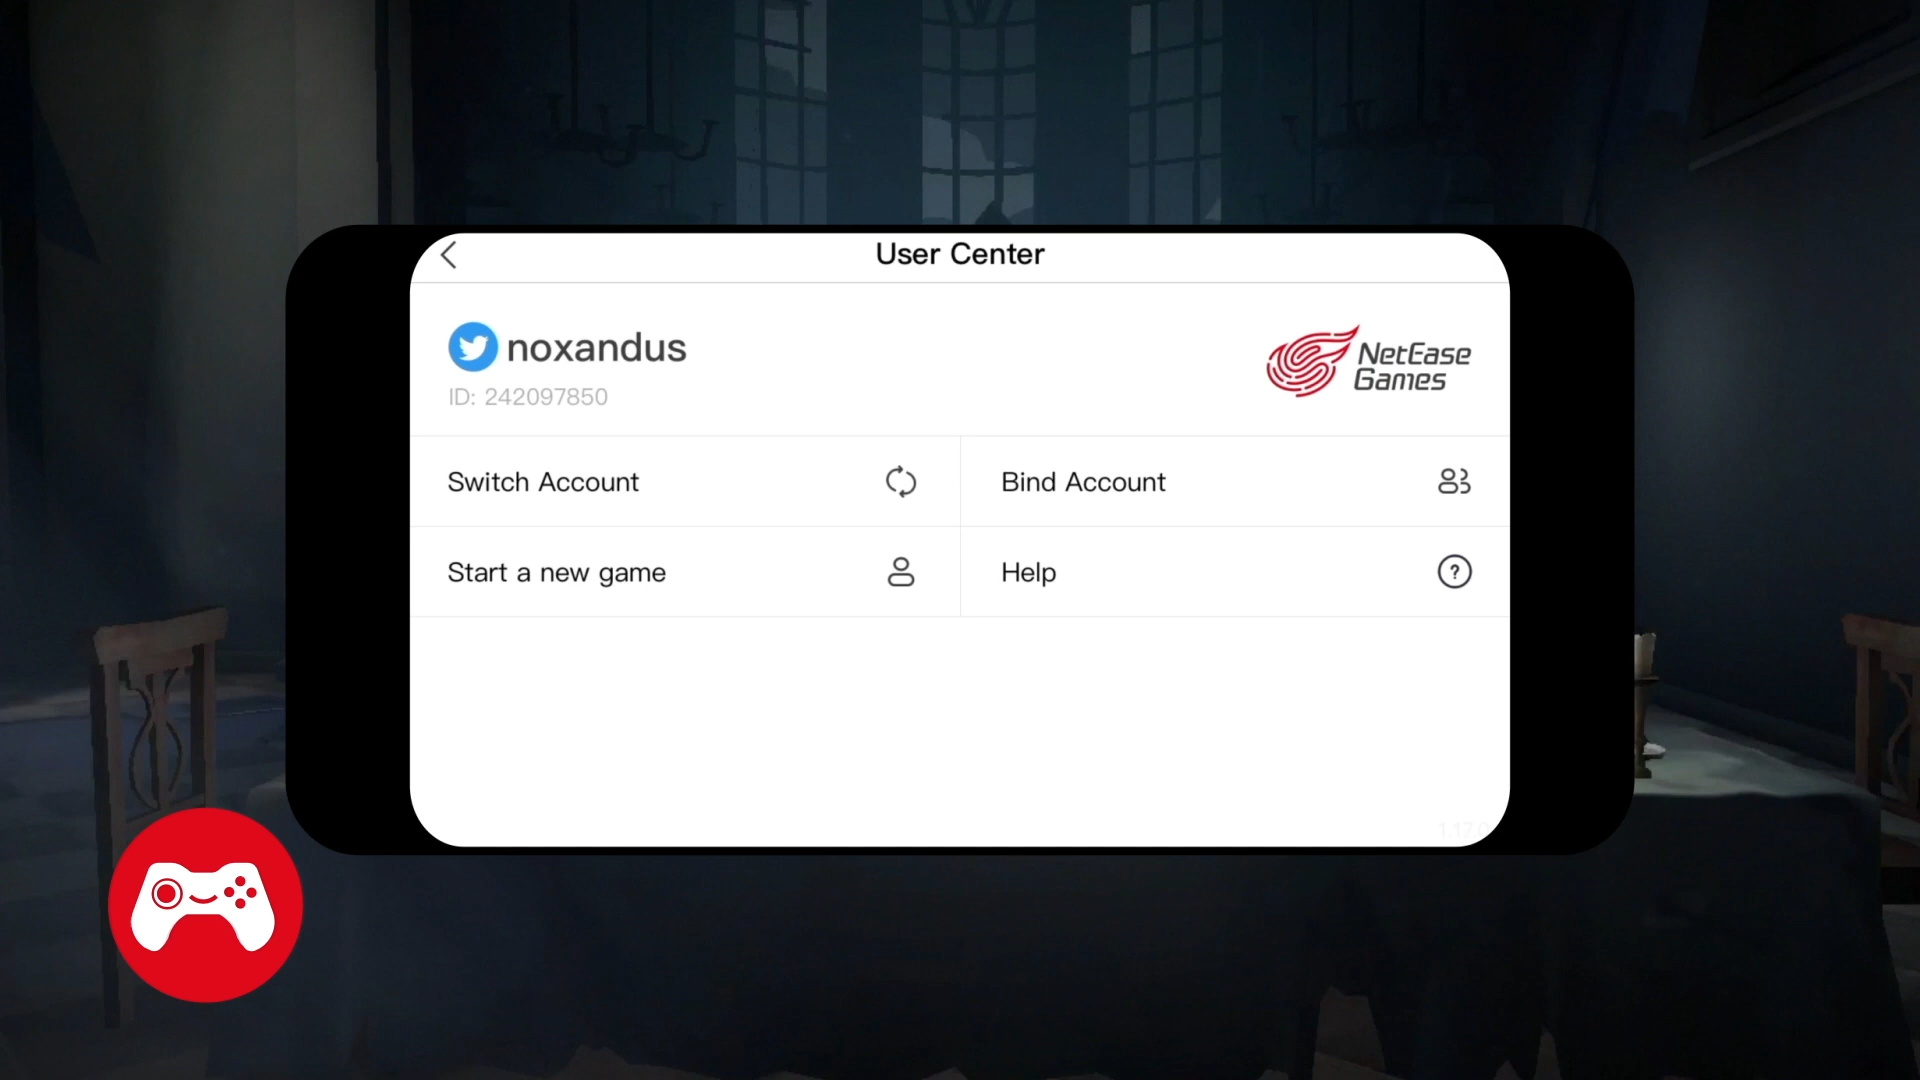 User Center
noxandus
ID: 242097850
NetEase
Games
Switch Account
Bind Account
Start a new game
Help
?